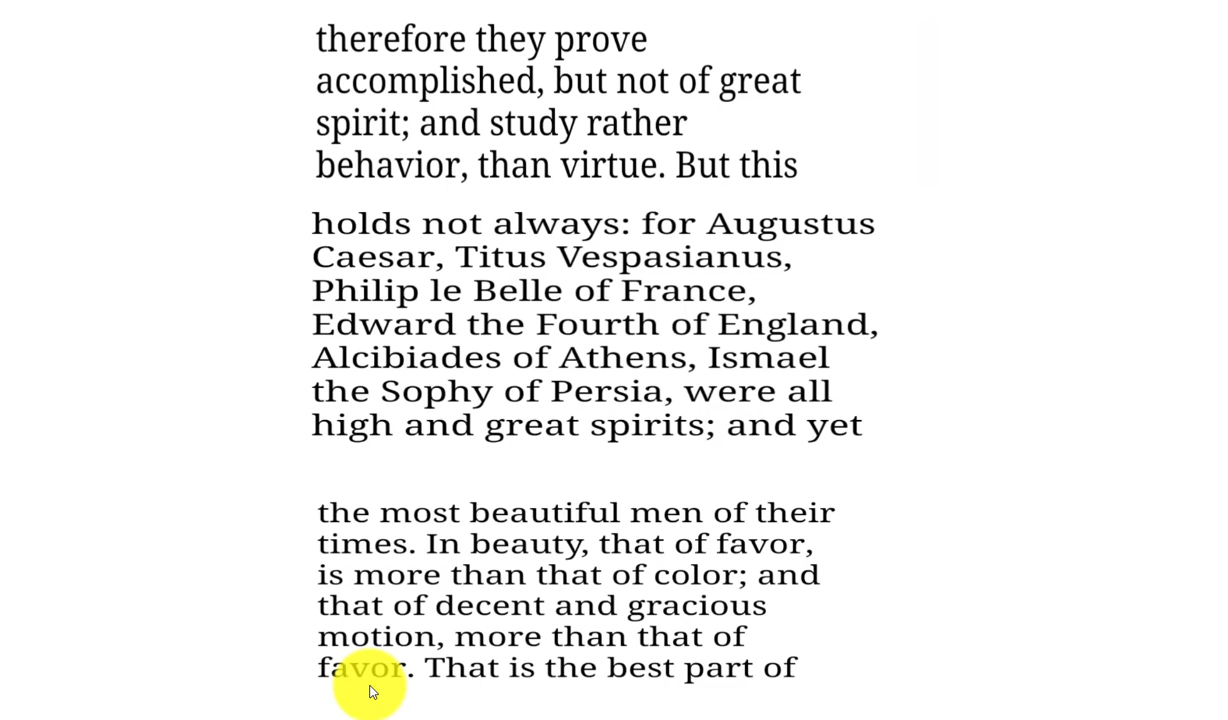 therefore they prove
accomplished, but not of great
spirit; and study rather
behavior, than virtue. But this
holds not always: for Augustus
Caesar, Titus Vespasianus,
Philip le Belle of France,
Edward the Fourth of England,
Alcibiades of Athens, Ismael
the Sophy of Persia, were all
high and great spirits; and yet
the most beautiful men of their
times. In beauty, that of favor,
is more than that of color; and
that of decent and gracious
motion, more than that of
favor. That is the best part of